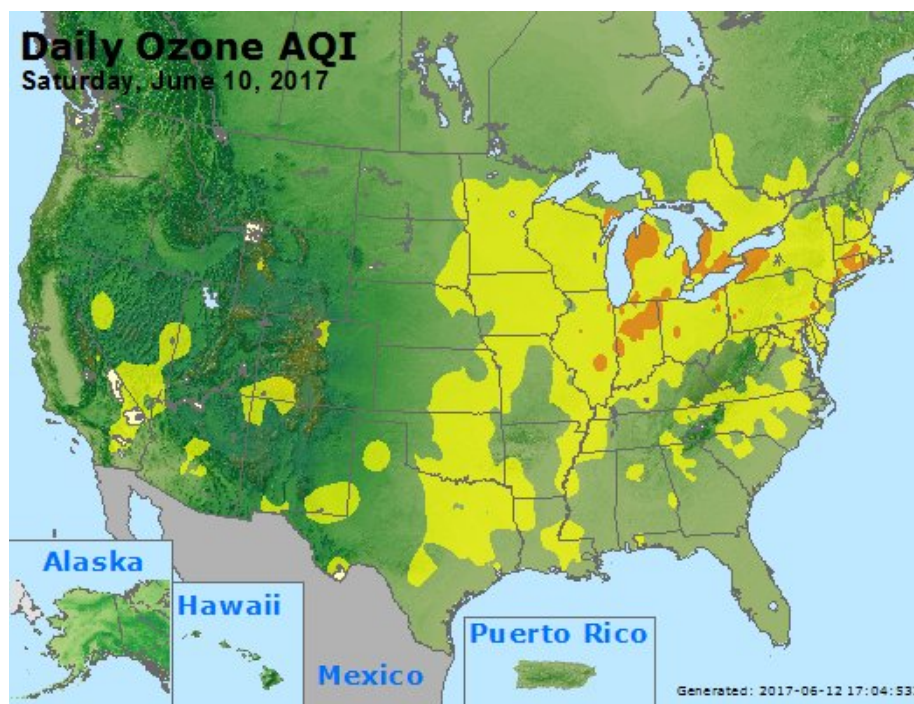 Daily Ozone AQI
Saturday, June 10, 2017
Alaska
Hawaii
Mexico
Puerto Rico
Generated: 2017-06-12 17:04:53